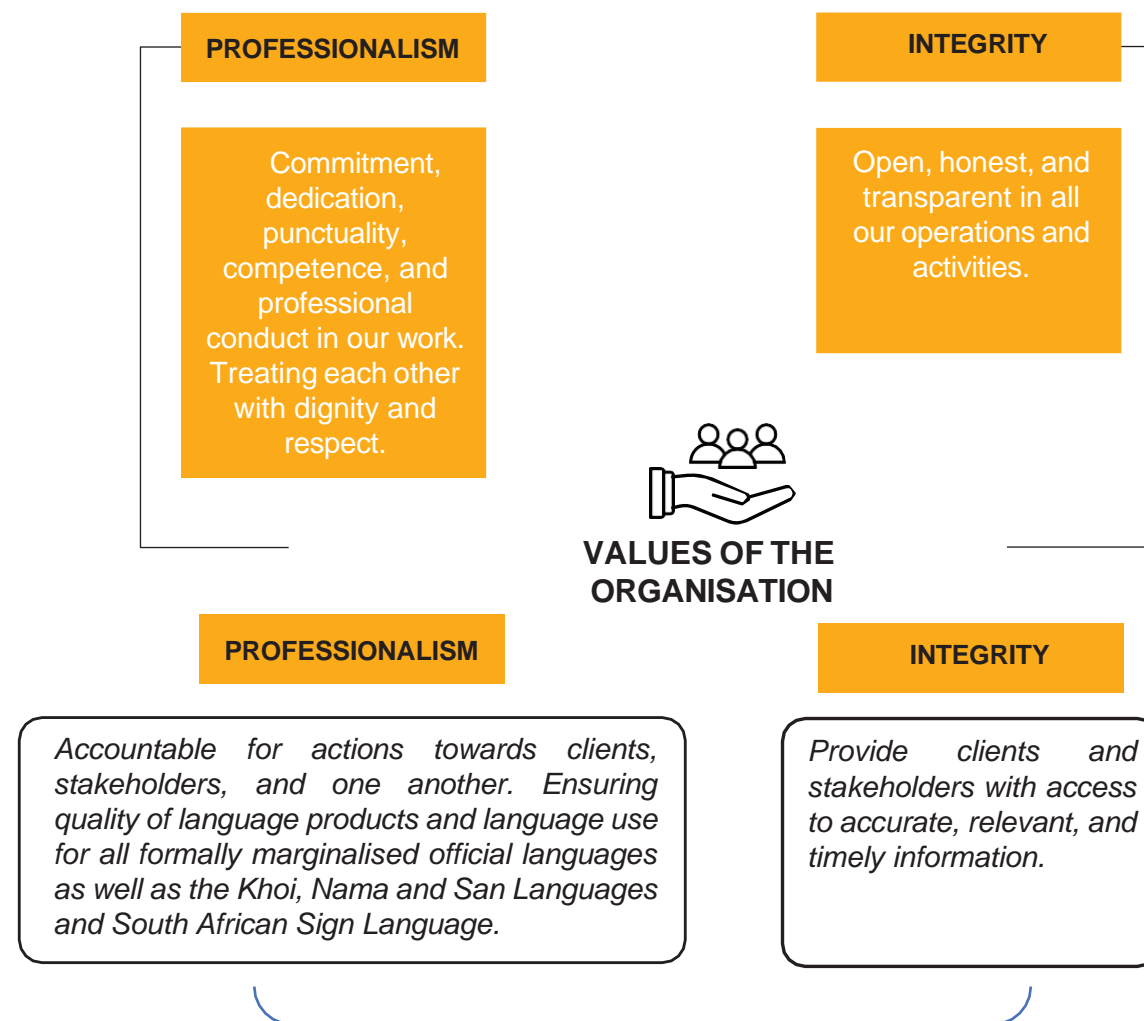 PROFESSIONALISM
Commitment,
dedication,
punctuality,
competence, and
professional
conduct in our work.
Treating each other
with dignity and
respect.
INTEGRITY
Open, honest, and
transparent in all
our operations and
activities.
VALUES OF THE
ORGANISATION
PROFESSIONALISM
Accountable for actions towards clients,
stakeholders, and one another. Ensuring
quality of language products and language use
for all formally marginalised official languages
as well as the Khoi, Nama and San Languages
and South African Sign Language.
INTEGRITY
Provide clients and
stakeholders with access
to accurate, relevant, and
timely information.